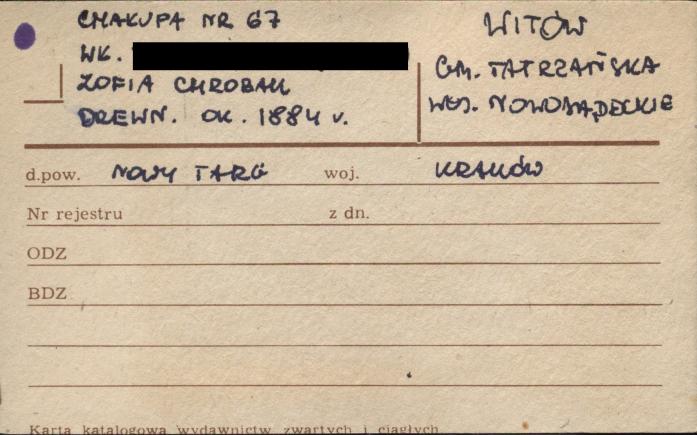 CHAŁUPA NR 67
WŁ.
ZOFIA CHROBAK
DREWN. OK. 1884 r.
WITÓW
GM. TATRZAŃSKA
WOJ. NOWOSĄDECKIE
d.pow. NOWY TARG woj. KRAKÓW
Nr rejestru z dn.
ODZ
BDZ
Karta katalogowa wydawnictw zwartych i ciągłych